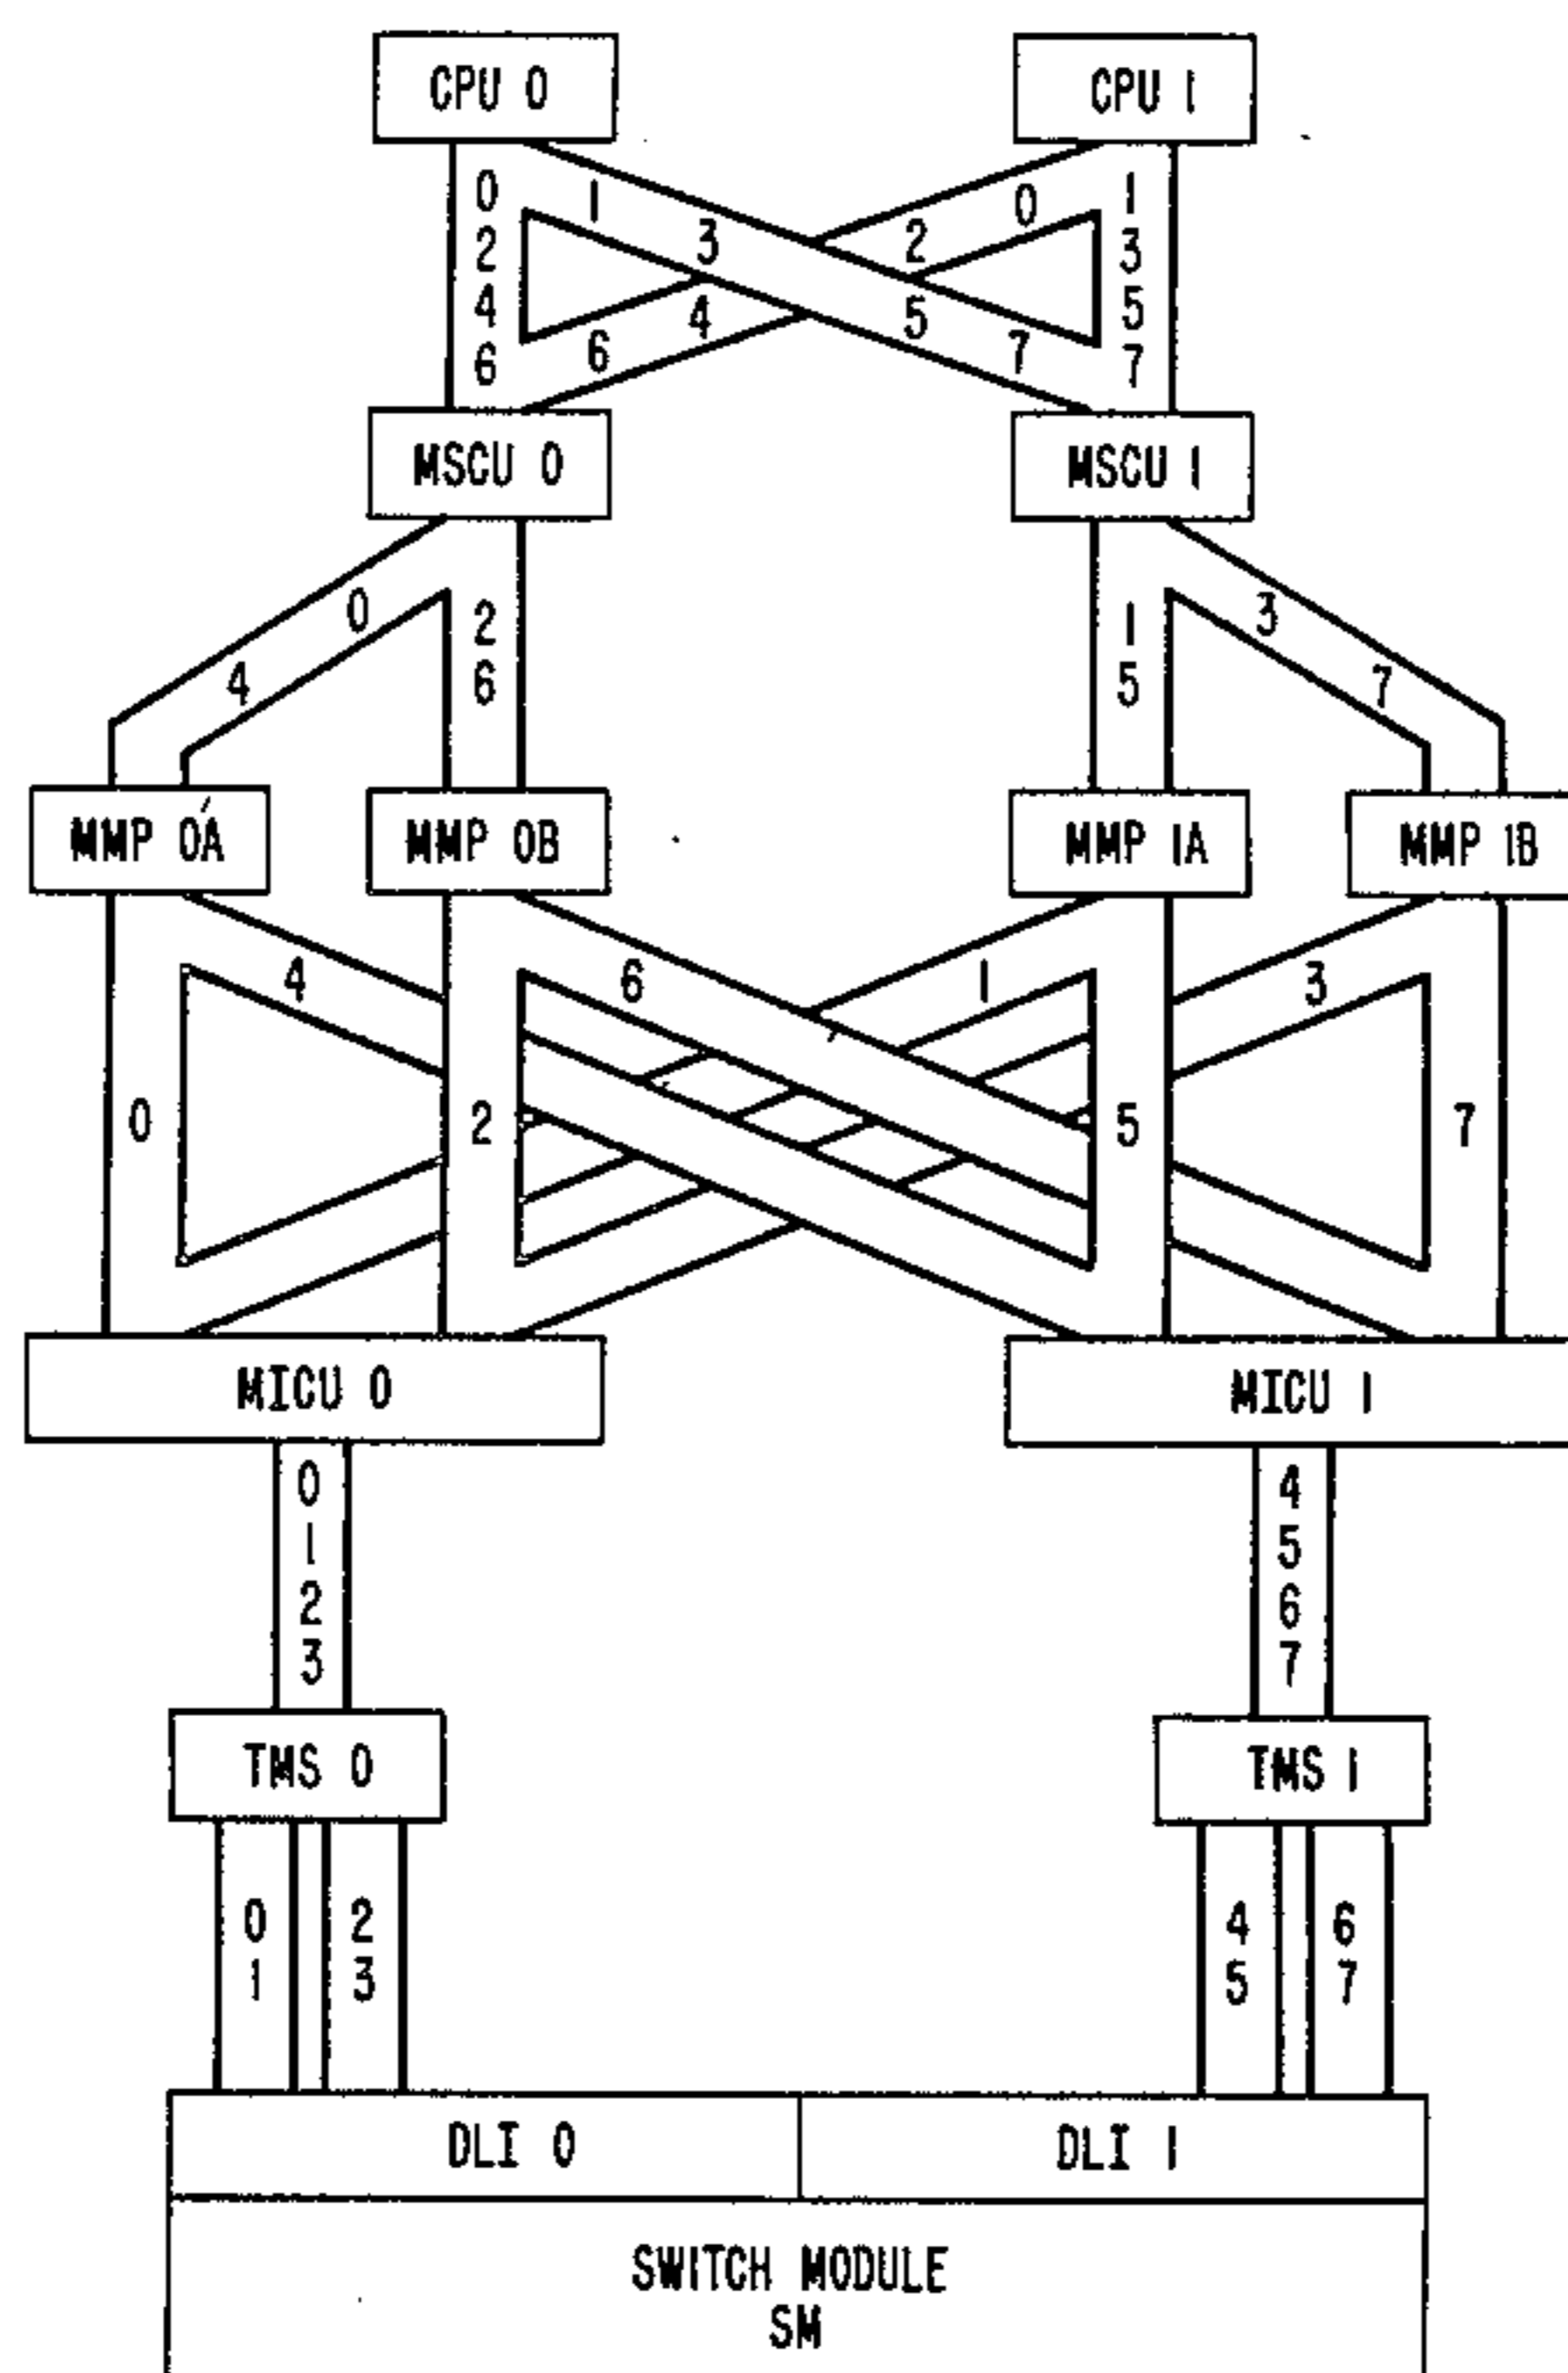 CPU 0
CPU 1
0 1 0 1
2 3 2 3
4 4 5 5
6 6 7 7
MSCU 0
MSCU 1
0 2 1 3
4 6 5 7
MMP 0A
MMP 0B
MMP 1A
MMP 1B
4 6 1 3
0 2 5 7
MICU 0
MICU 1
0 4
1 5
2 6
3 7
TMS 0
TMS 1
0 2 4 6
1 3 5 7
DLI 0
DLI 1
SWITCH MODULE
SM